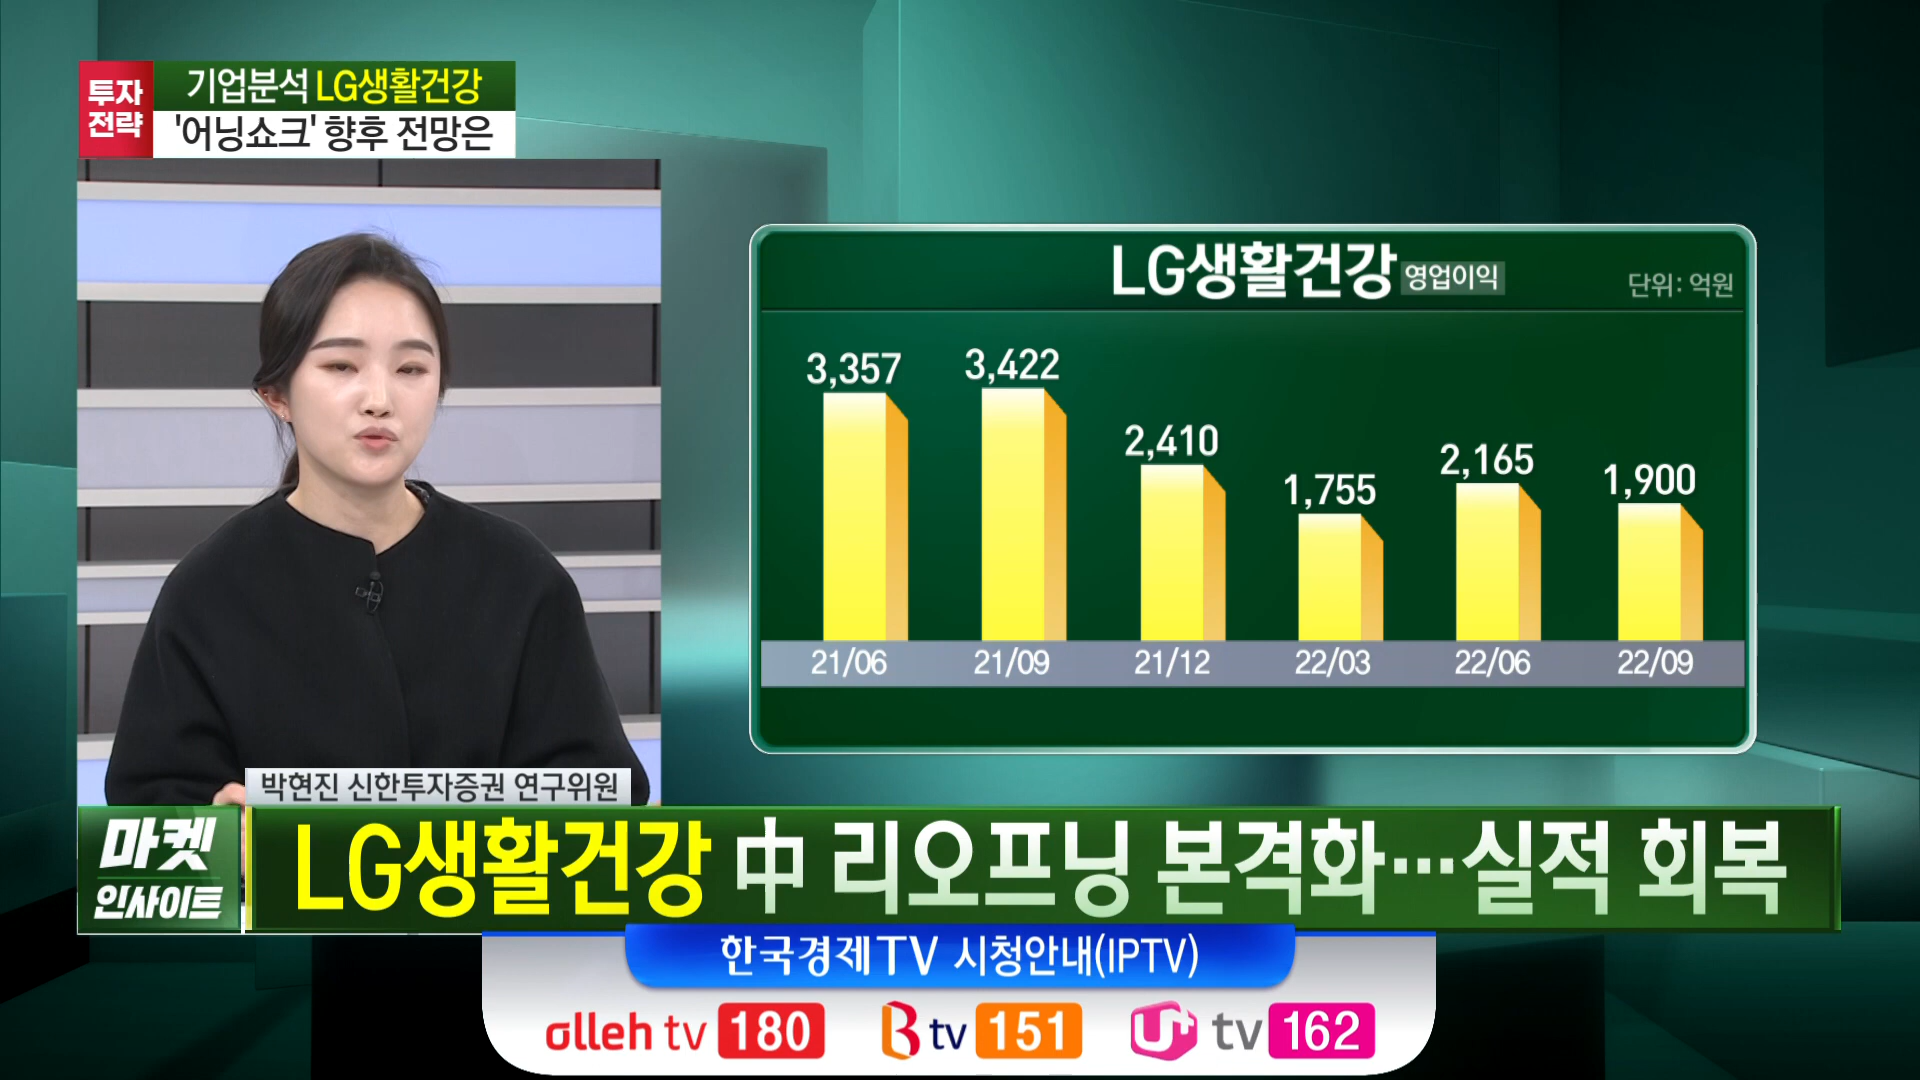 투자
전략
기업분석 LG생활건강
'어닝쇼크' 향후 전망은
LG생활건강 영업이익
단위: 억원
3,357
3,422
2,410
1,755
2,165
1,900
21/06
21/09
21/12
22/03
22/06
22/09
박현진 신한투자증권 연구위원
마켓
인사이트
LG생활건강 中 리오프닝 본격화…실적 회복
한국경제TV 시청안내(IPTV)
olleh tv 180
B tv 151
U+ tv 162